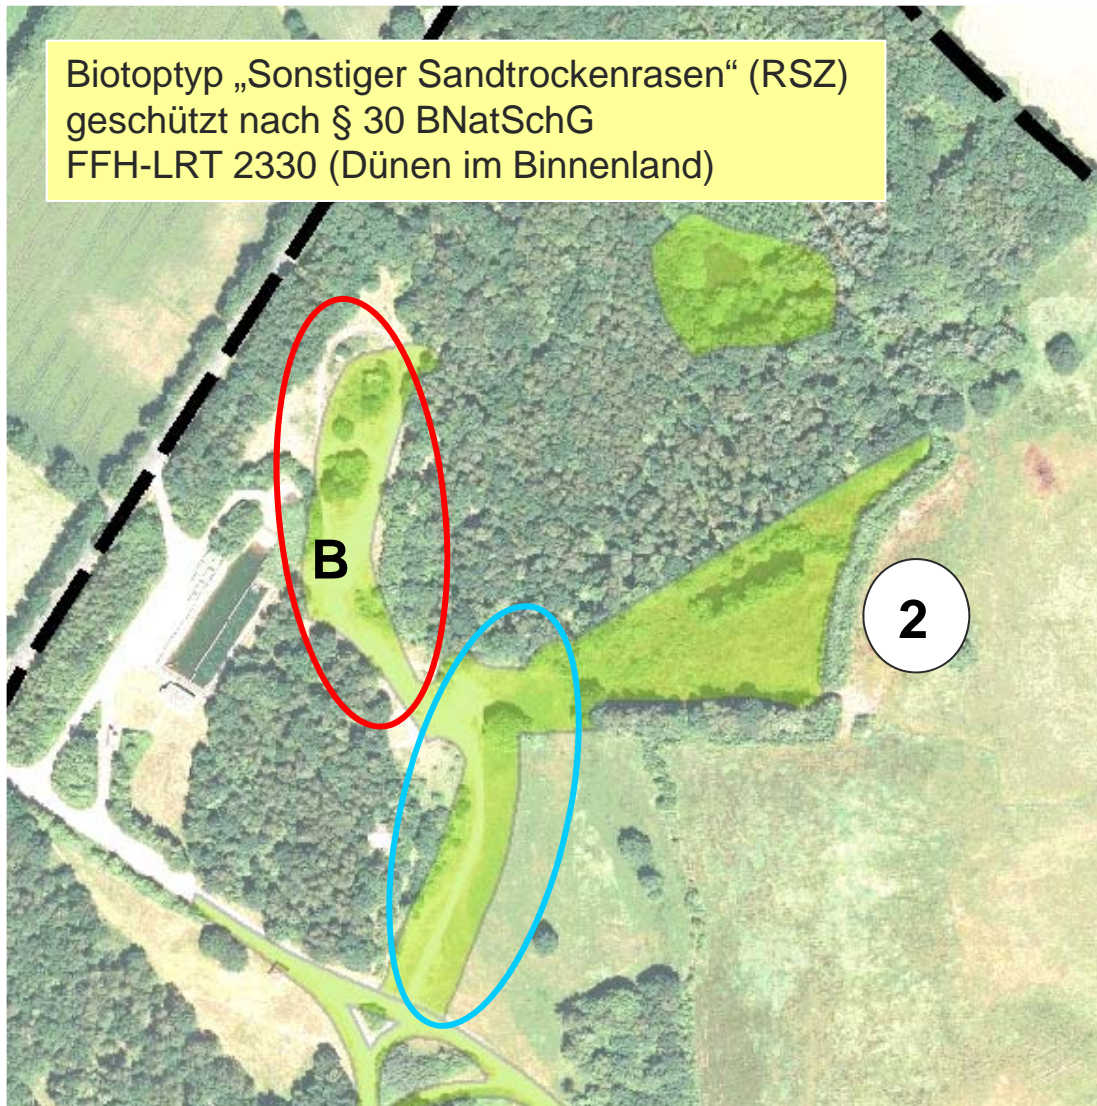 Biotoptyp „Sonstiger Sandtrockenrasen“ (RSZ)
geschützt nach § 30 BNatSchG
FFH-LRT 2330 (Dünen im Binnenland)
B
2